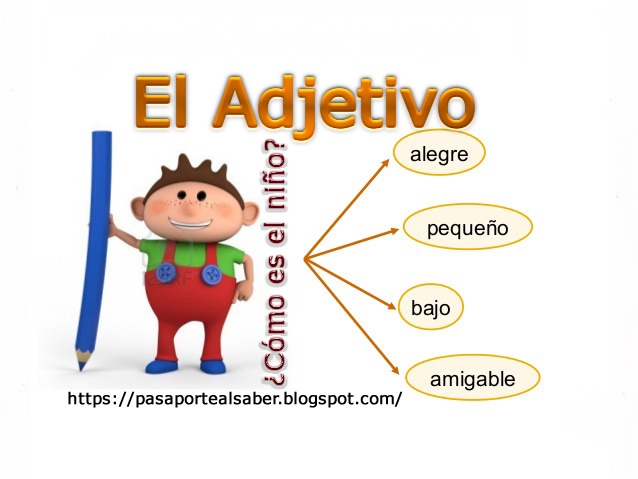 El Adjetivo
¿Cómo es el niño?
alegre
pequeño
bajo
amigable
https://pasaportealsaber.blogspot.com/